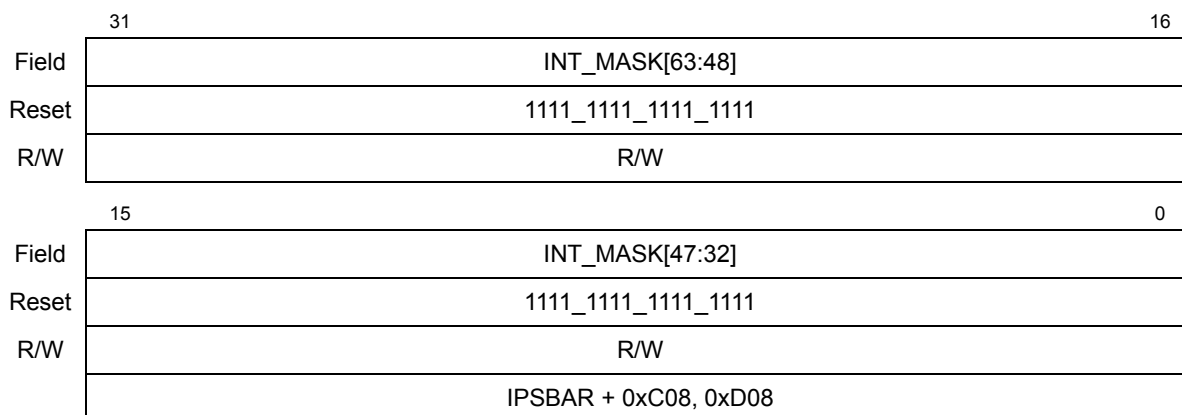 31 16
Field INT_MASK[63:48]
Reset 1111_1111_1111_1111
R/W R/W
15 0
Field INT_MASK[47:32]
Reset 1111_1111_1111_1111
R/W R/W
IPSBAR + 0xC08, 0xD08